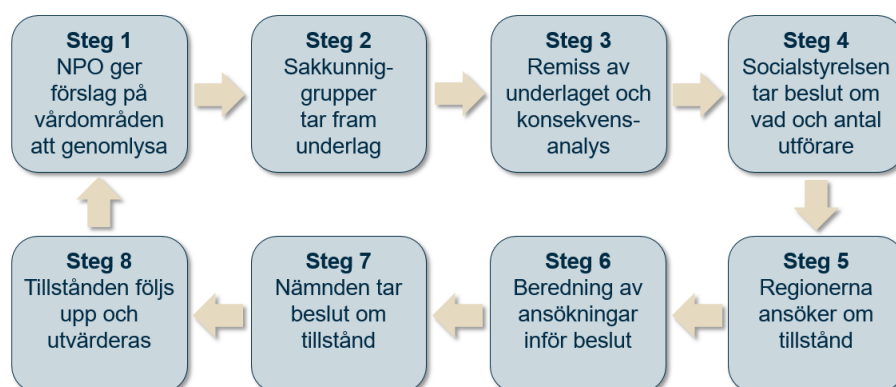 Steg 1
NPO ger
förslag på
vårdområden
att genomlysa
Steg 2
Sakkunnig-
grupper
tar fram
underlag
Steg 3
Remiss av
underlaget och
konsekvens-
analys
Steg 4
Socialstyrelsen
tar beslut om
vad och antal
utförare
Steg 5
Regionerna
ansöker om
tillstånd
Steg 6
Beredning av
ansökningar
inför beslut
Steg 7
Nämnden tar
beslut om
tillstånd
Steg 8
Tillstånden följs
upp och
utvärderas